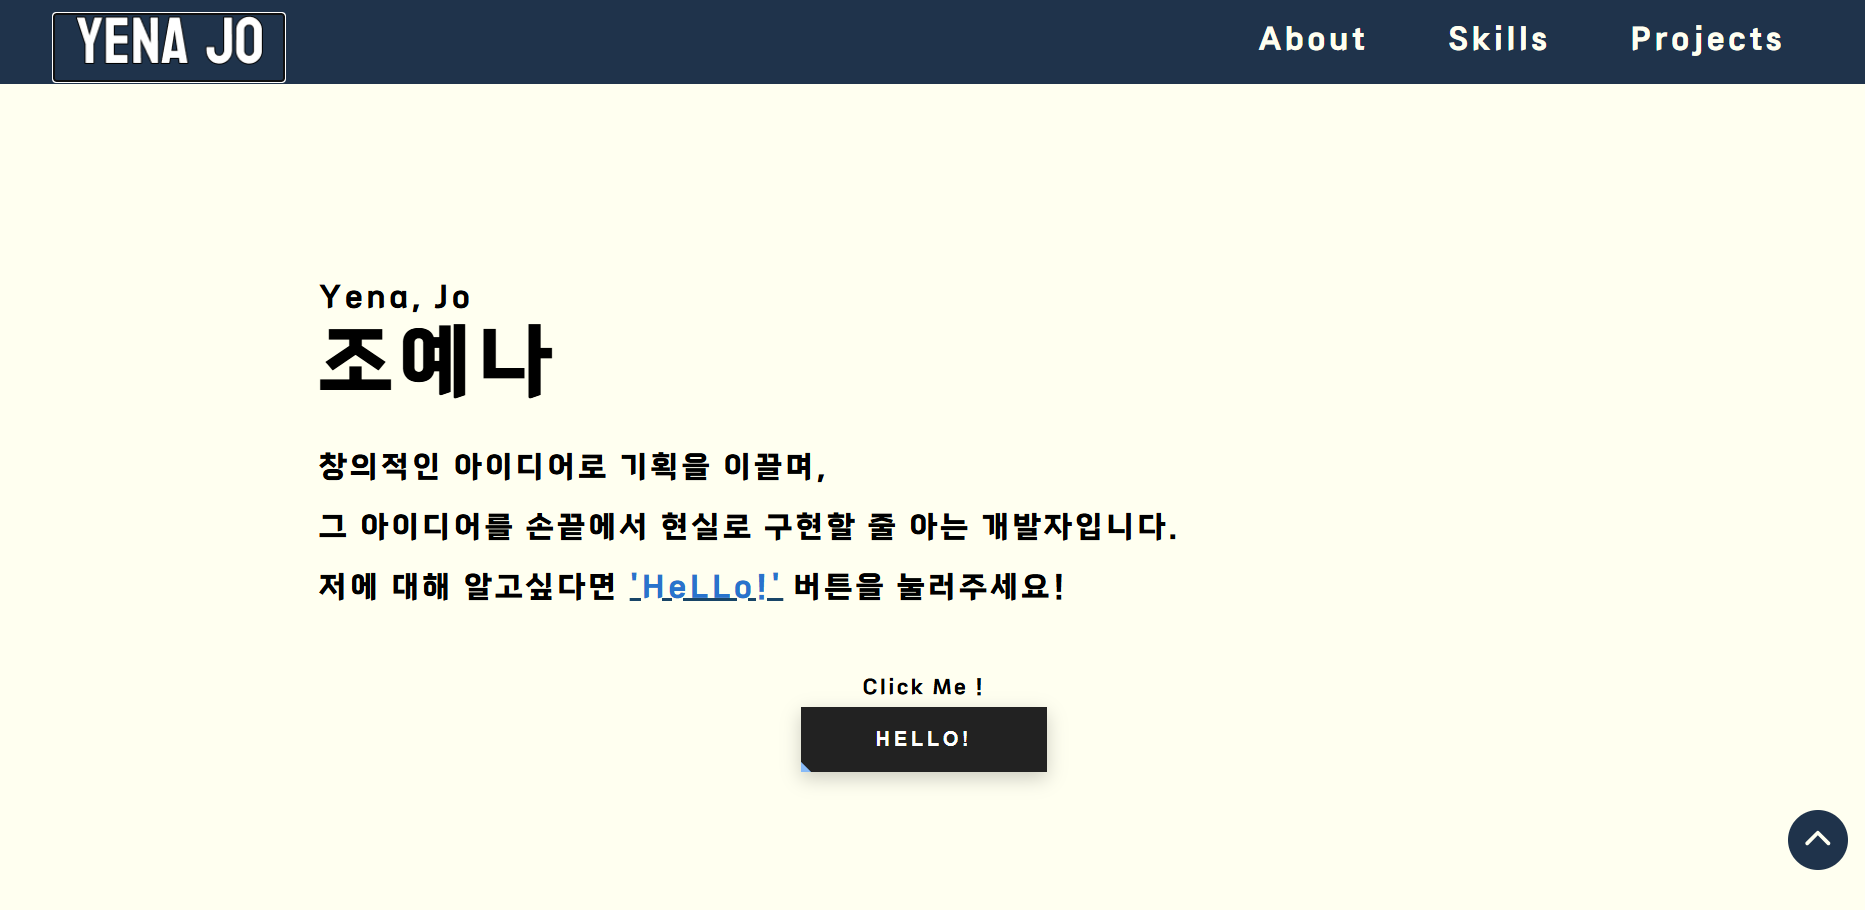 YENA JO
About
Skills
Projects
Yena, Jo
조예나
창의적인 아이디어로 기획을 이끌며,
그 아이디어를 손끝에서 현실로 구현할 줄 아는 개발자입니다.
저에 대해 알고싶다면 'HeLLo!' 버튼을 눌러주세요!
Click Me !
HELLO!